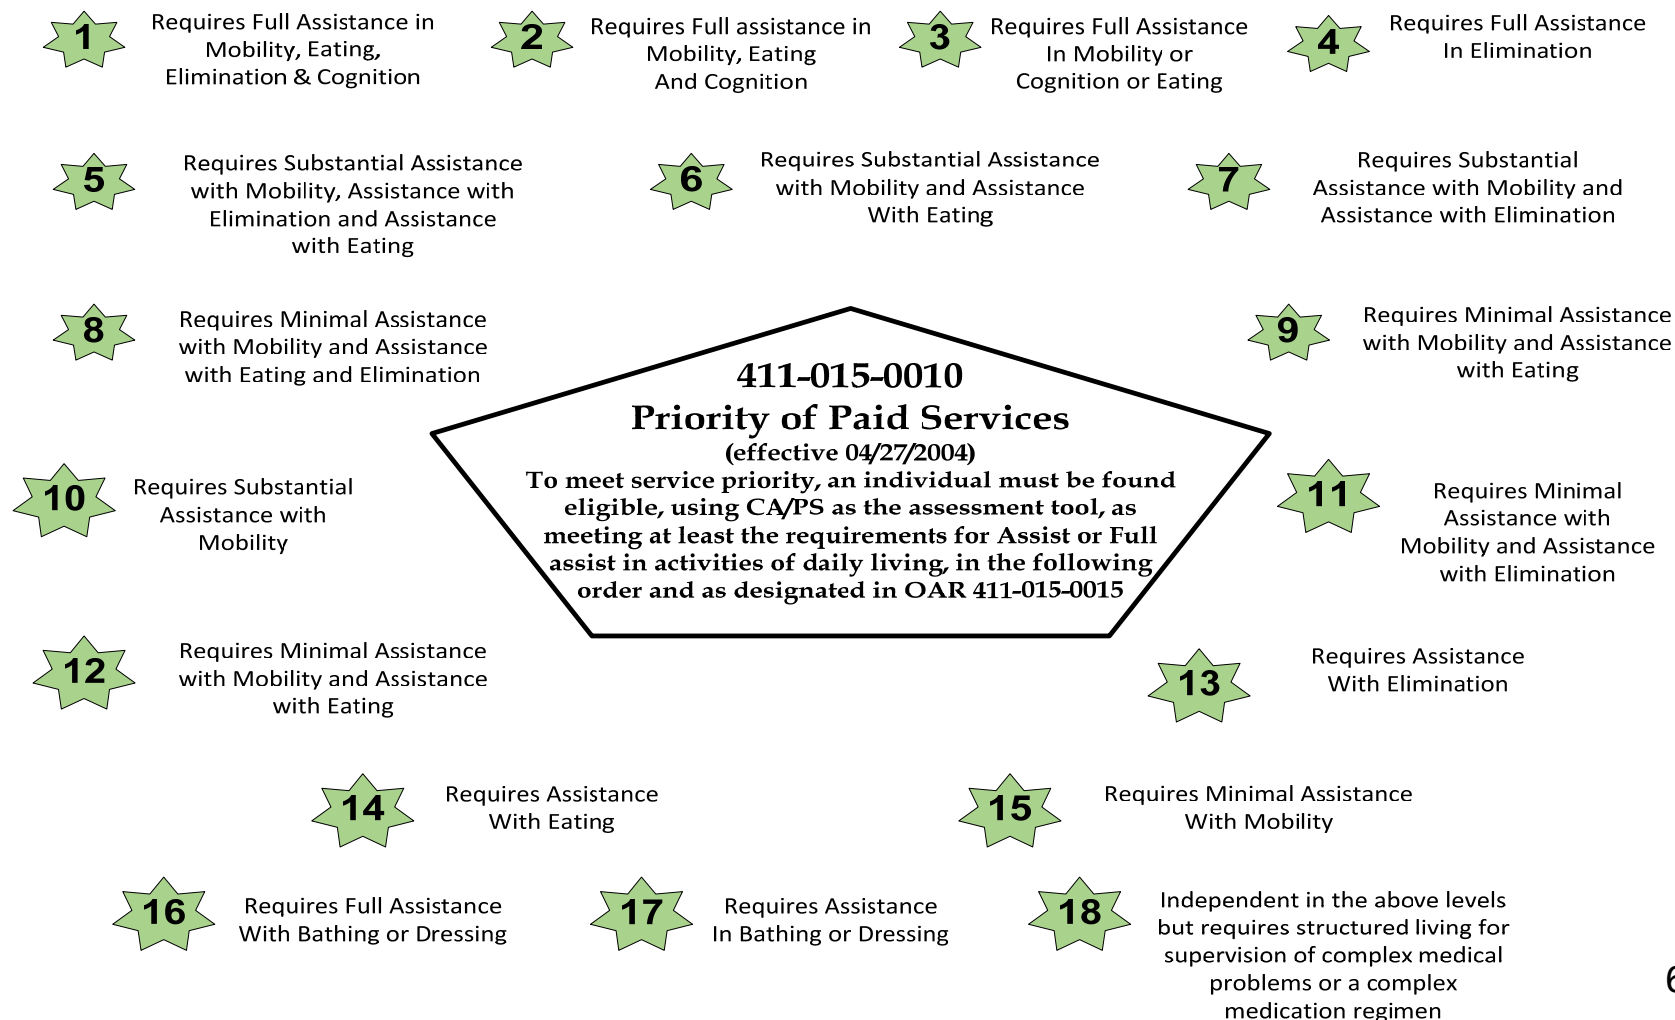 1
Requires Full Assistance in
Mobility, Eating,
Elimination & Cognition
2
Requires Full assistance in
Mobility, Eating
And Cognition
3
Requires Full Assistance
In Mobility or
Cognition or Eating
4
Requires Full Assistance
In Elimination
5
Requires Substantial Assistance
with Mobility, Assistance with
Elimination and Assistance
with Eating
6
Requires Substantial Assistance
with Mobility and Assistance
With Eating
7
Requires Substantial
Assistance with Mobility and
Assistance with Elimination
8
Requires Minimal Assistance
with Mobility and Assistance
with Eating and Elimination
9
Requires Minimal Assistance
with Mobility and Assistance
with Eating
411-015-0010
Priority of Paid Services
(effective 04/27/2004)
To meet service priority, an individual must be found
eligible, using CA/PS as the assessment tool, as
meeting at least the requirements for Assist or Full
assist in activities of daily living, in the following
order and as designated in OAR 411-015-0015
10
Requires Substantial
Assistance with
Mobility
11
Requires Minimal
Assistance with
Mobility and Assistance
with Elimination
12
Requires Minimal Assistance
with Mobility and Assistance
with Eating
13
Requires Assistance
With Elimination
14
Requires Assistance
With Eating
15
Requires Minimal Assistance
With Mobility
16
Requires Full Assistance
With Bathing or Dressing
17
Requires Assistance
In Bathing or Dressing
18
Independent in the above levels
but requires structured living for
supervision of complex medical
problems or a complex
medication regimen
6